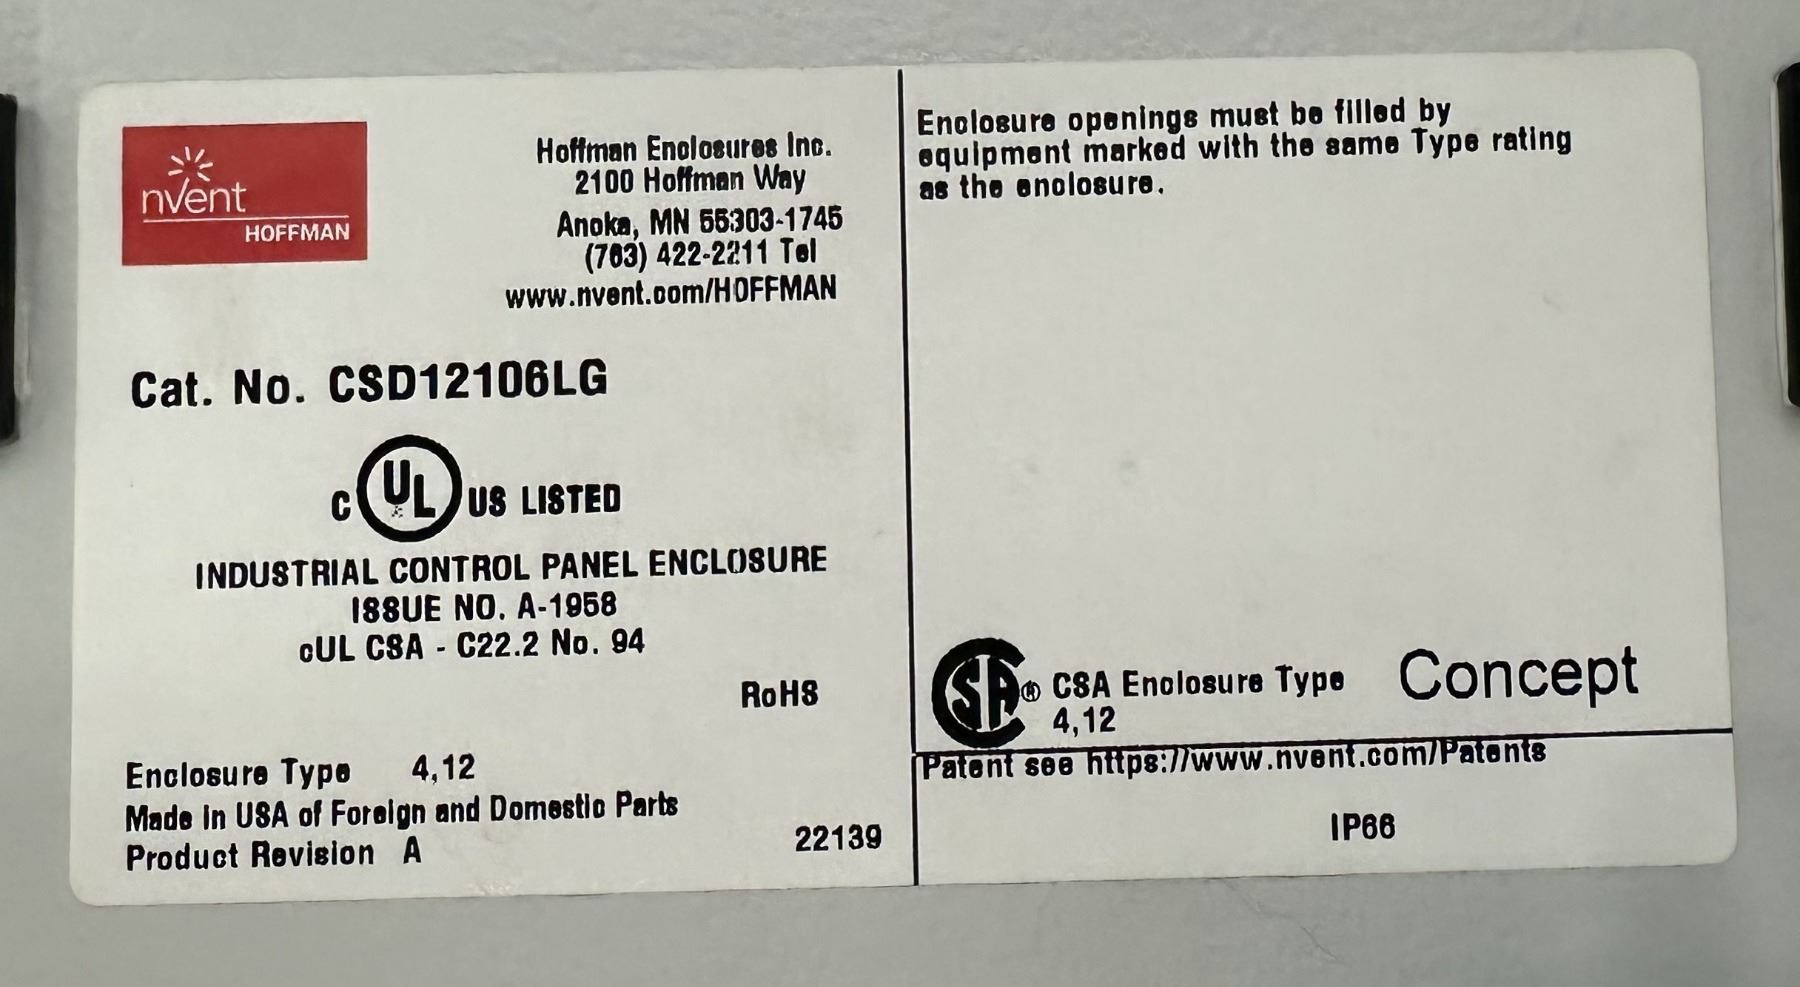 nVent
HOFFMAN
Hoffman Enclosures Inc.
2100 Hoffman Way
Anoka, MN 55303-1745
(763) 422-2211 Tel
www.nvent.com/HOFFMAN
Cat. No. CSD12106LG
C UL US LISTED
INDUSTRIAL CONTROL PANEL ENCLOSURE
ISSUE NO. A-1958
cUL CSA - C22.2 No. 94
RoHS
Enclosure Type 4,12
Made in USA of Foreign and Domestic Parts
Product Revision A
22139
Enclosure openings must be filled by
equipment marked with the same Type rating
as the enclosure.
CSA ® CSA Enclosure Type Concept
4,12
Patent see https://www.nvent.com/Patents
IP66